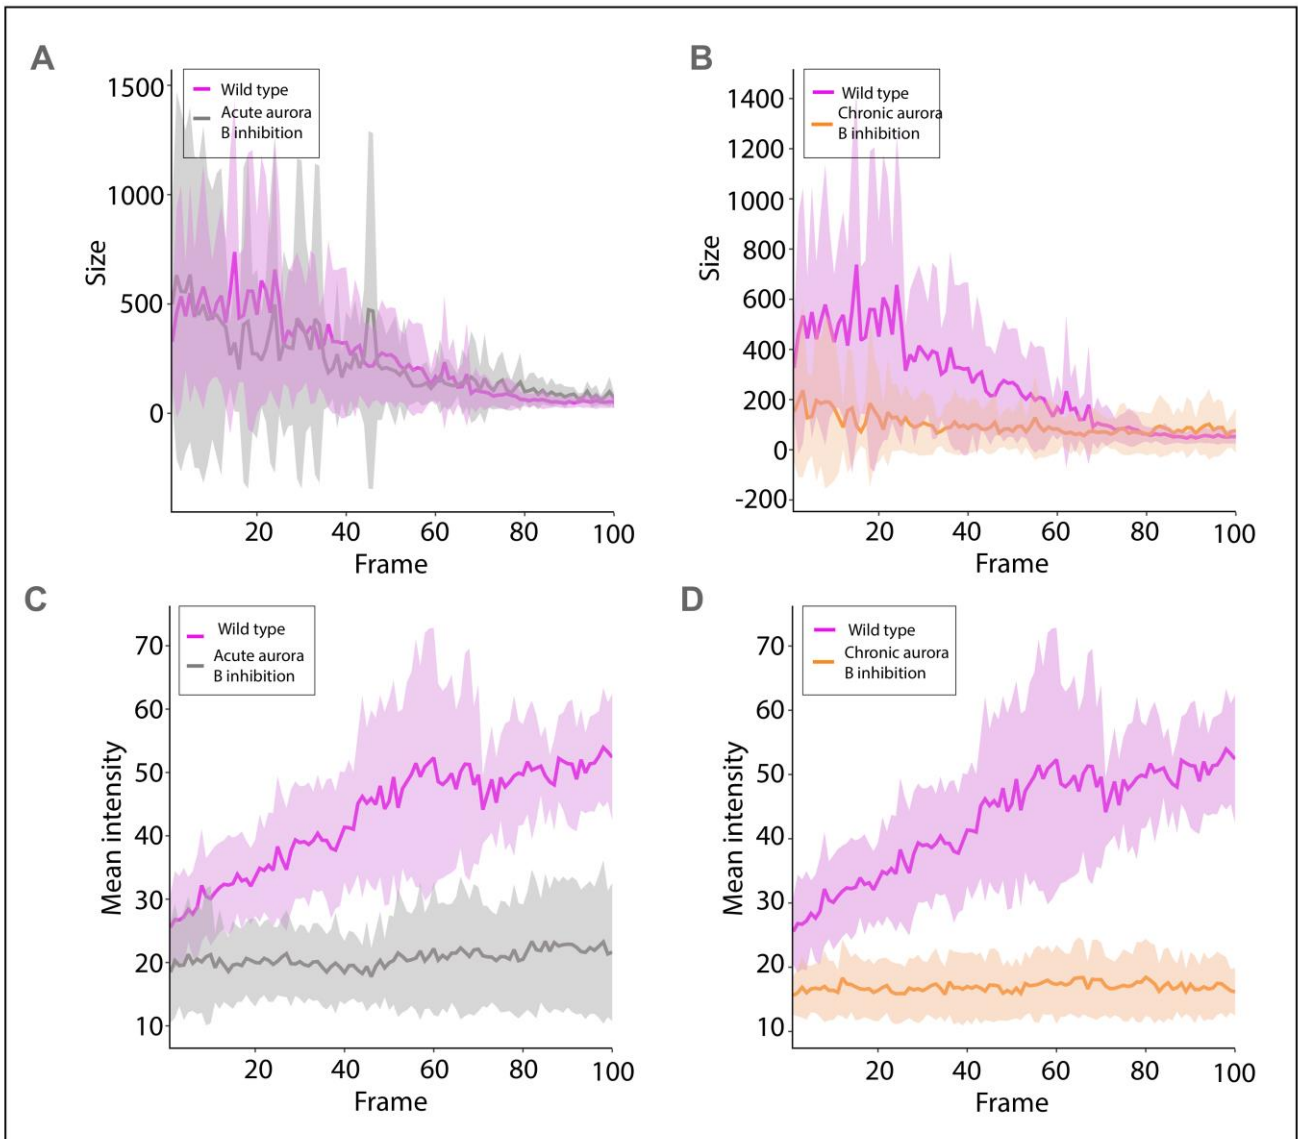 A
1500
1000
500
0
Size
Wild type
Acute aurora
B inhibition
20 40 60 80 100
Frame
B
1400
1200
1000
800
600
400
200
0
-200
Size
Wild type
Chronic aurora
B inhibition
20 40 60 80 100
Frame
C
70
60
50
40
30
20
10
Mean intensity
Wild type
Acute aurora
B inhibition
20 40 60 80 100
Frame
D
70
60
50
40
30
20
10
Mean intensity
Wild type
Chronic aurora
B inhibition
20 40 60 80 100
Frame